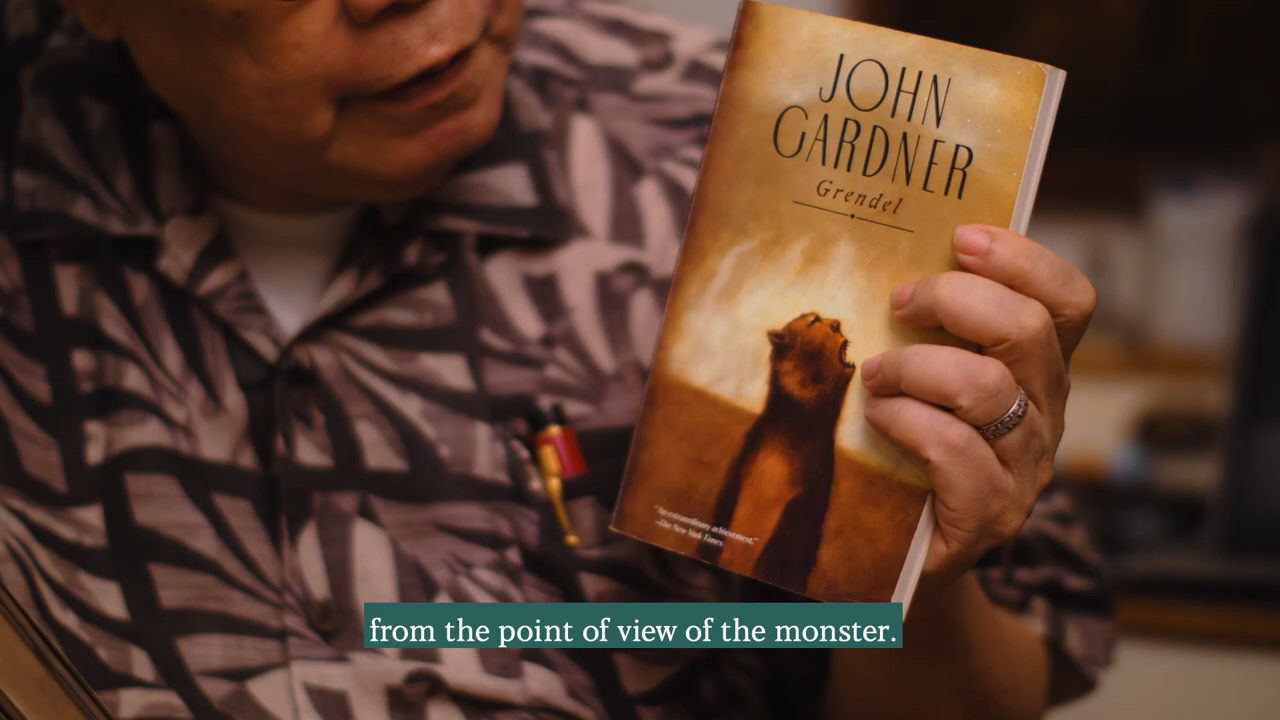 JOHN
GARDNER
Grendel
"An extraordinary achievement."
—The New York Times
from the point of view of the monster.